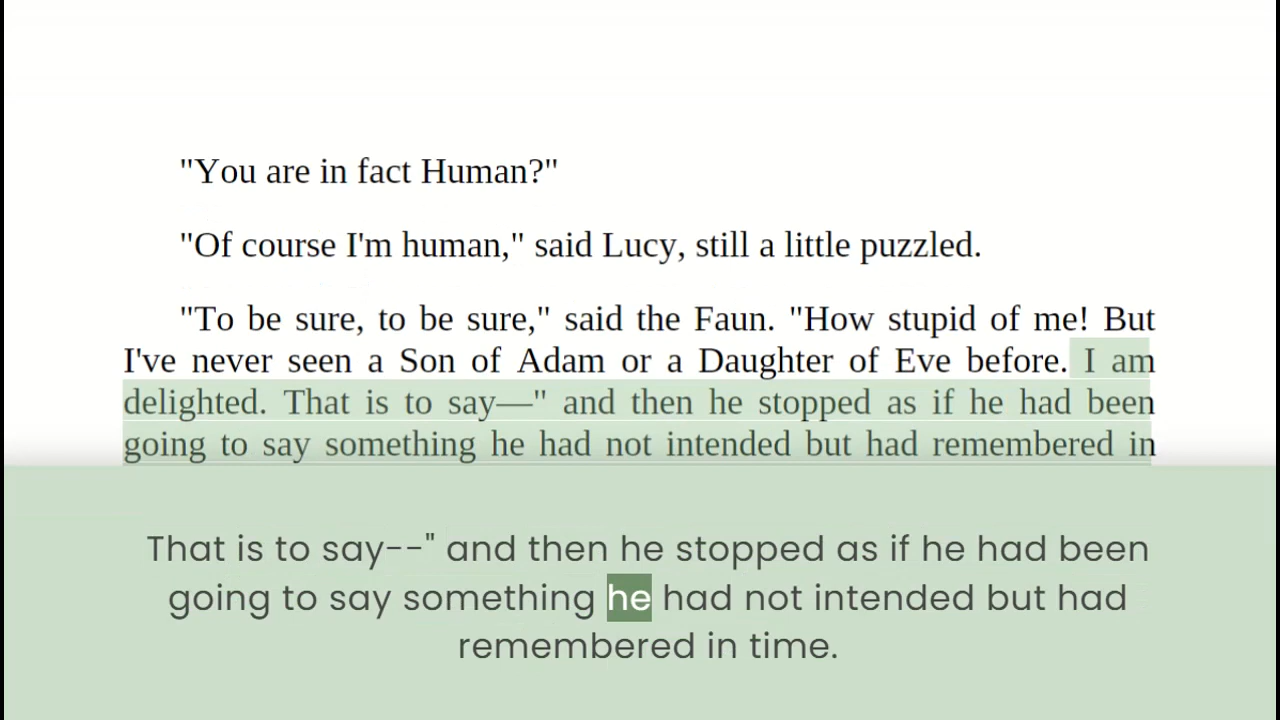 "You are in fact Human?"
"Of course I'm human," said Lucy, still a little puzzled.
"To be sure, to be sure," said the Faun. "How stupid of me! But
I've never seen a Son of Adam or a Daughter of Eve before. I am
delighted. That is to say—" and then he stopped as if he had been
going to say something he had not intended but had remembered in
That is to say--" and then he stopped as if he had been
going to say something he had not intended but had
remembered in time.